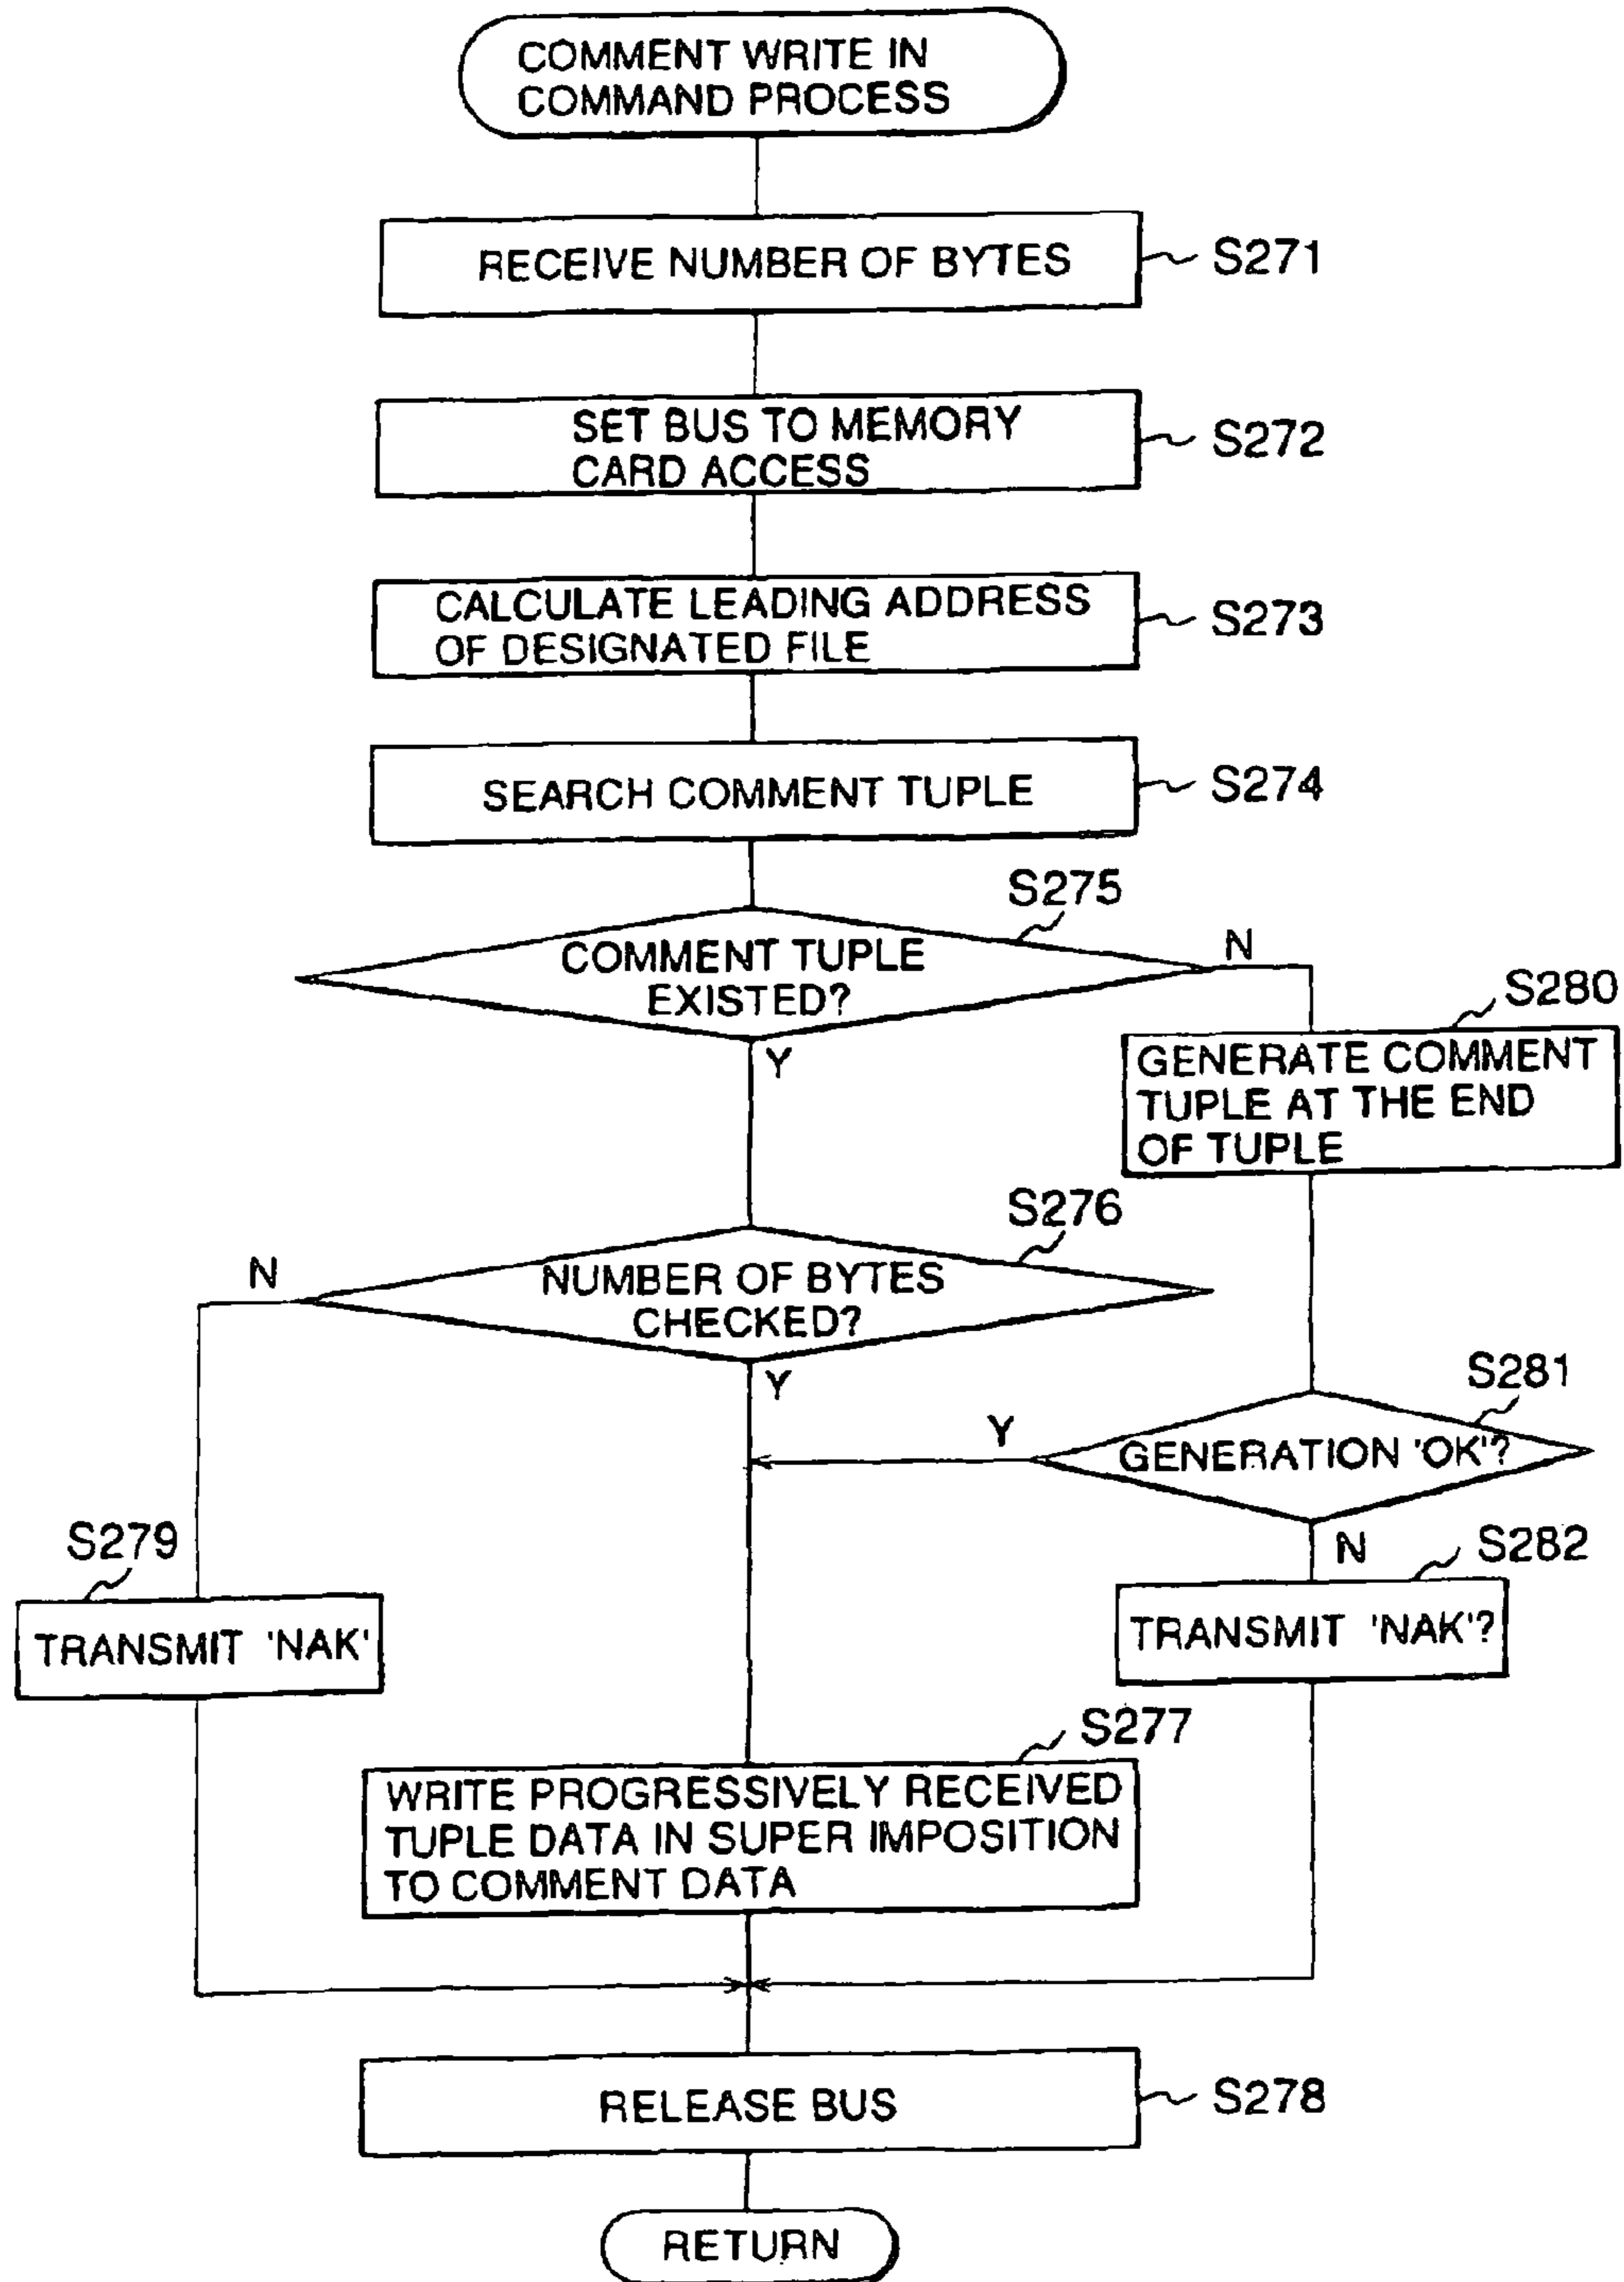 COMMENT WRITE IN
COMMAND PROCESS
RECEIVE NUMBER OF BYTES
S271
SET BUS TO MEMORY
CARD ACCESS
S272
CALCULATE LEADING ADDRESS
OF DESIGNATED FILE
S273
SEARCH COMMENT TUPLE
S274
S275
COMMENT TUPLE
EXISTED?
N
Y
S280
GENERATE COMMENT
TUPLE AT THE END
OF TUPLE
S276
N
NUMBER OF BYTES
CHECKED?
Y
S281
Y
GENERATION 'OK'?
N
S279
TRANSMIT 'NAK'
S282
TRANSMIT 'NAK'?
S277
WRITE PROGRESSIVELY RECEIVED
TUPLE DATA IN SUPER IMPOSITION
TO COMMENT DATA
RELEASE BUS
S278
RETURN